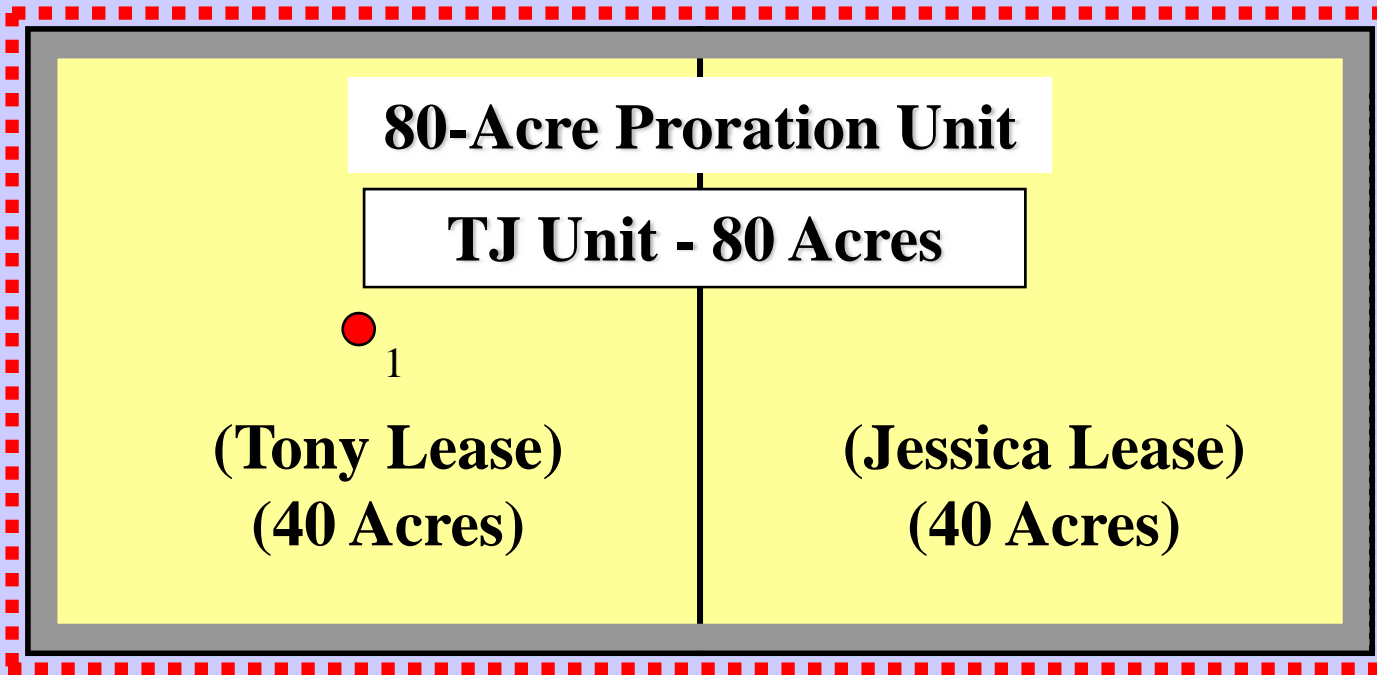 80-Acre Proration Unit
TJ Unit - 80 Acres
1
(Tony Lease)
(40 Acres)
(Jessica Lease)
(40 Acres)